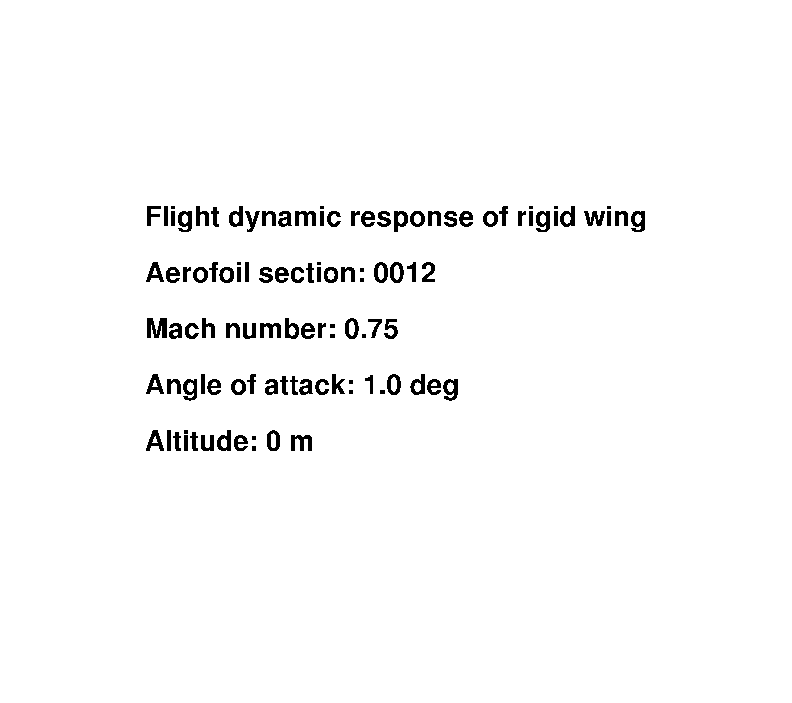 Flight dynamic response of rigid wing
Aerofoil section: 0012
Mach number: 0.75
Angle of attack: 1.0 deg
Altitude: 0 m